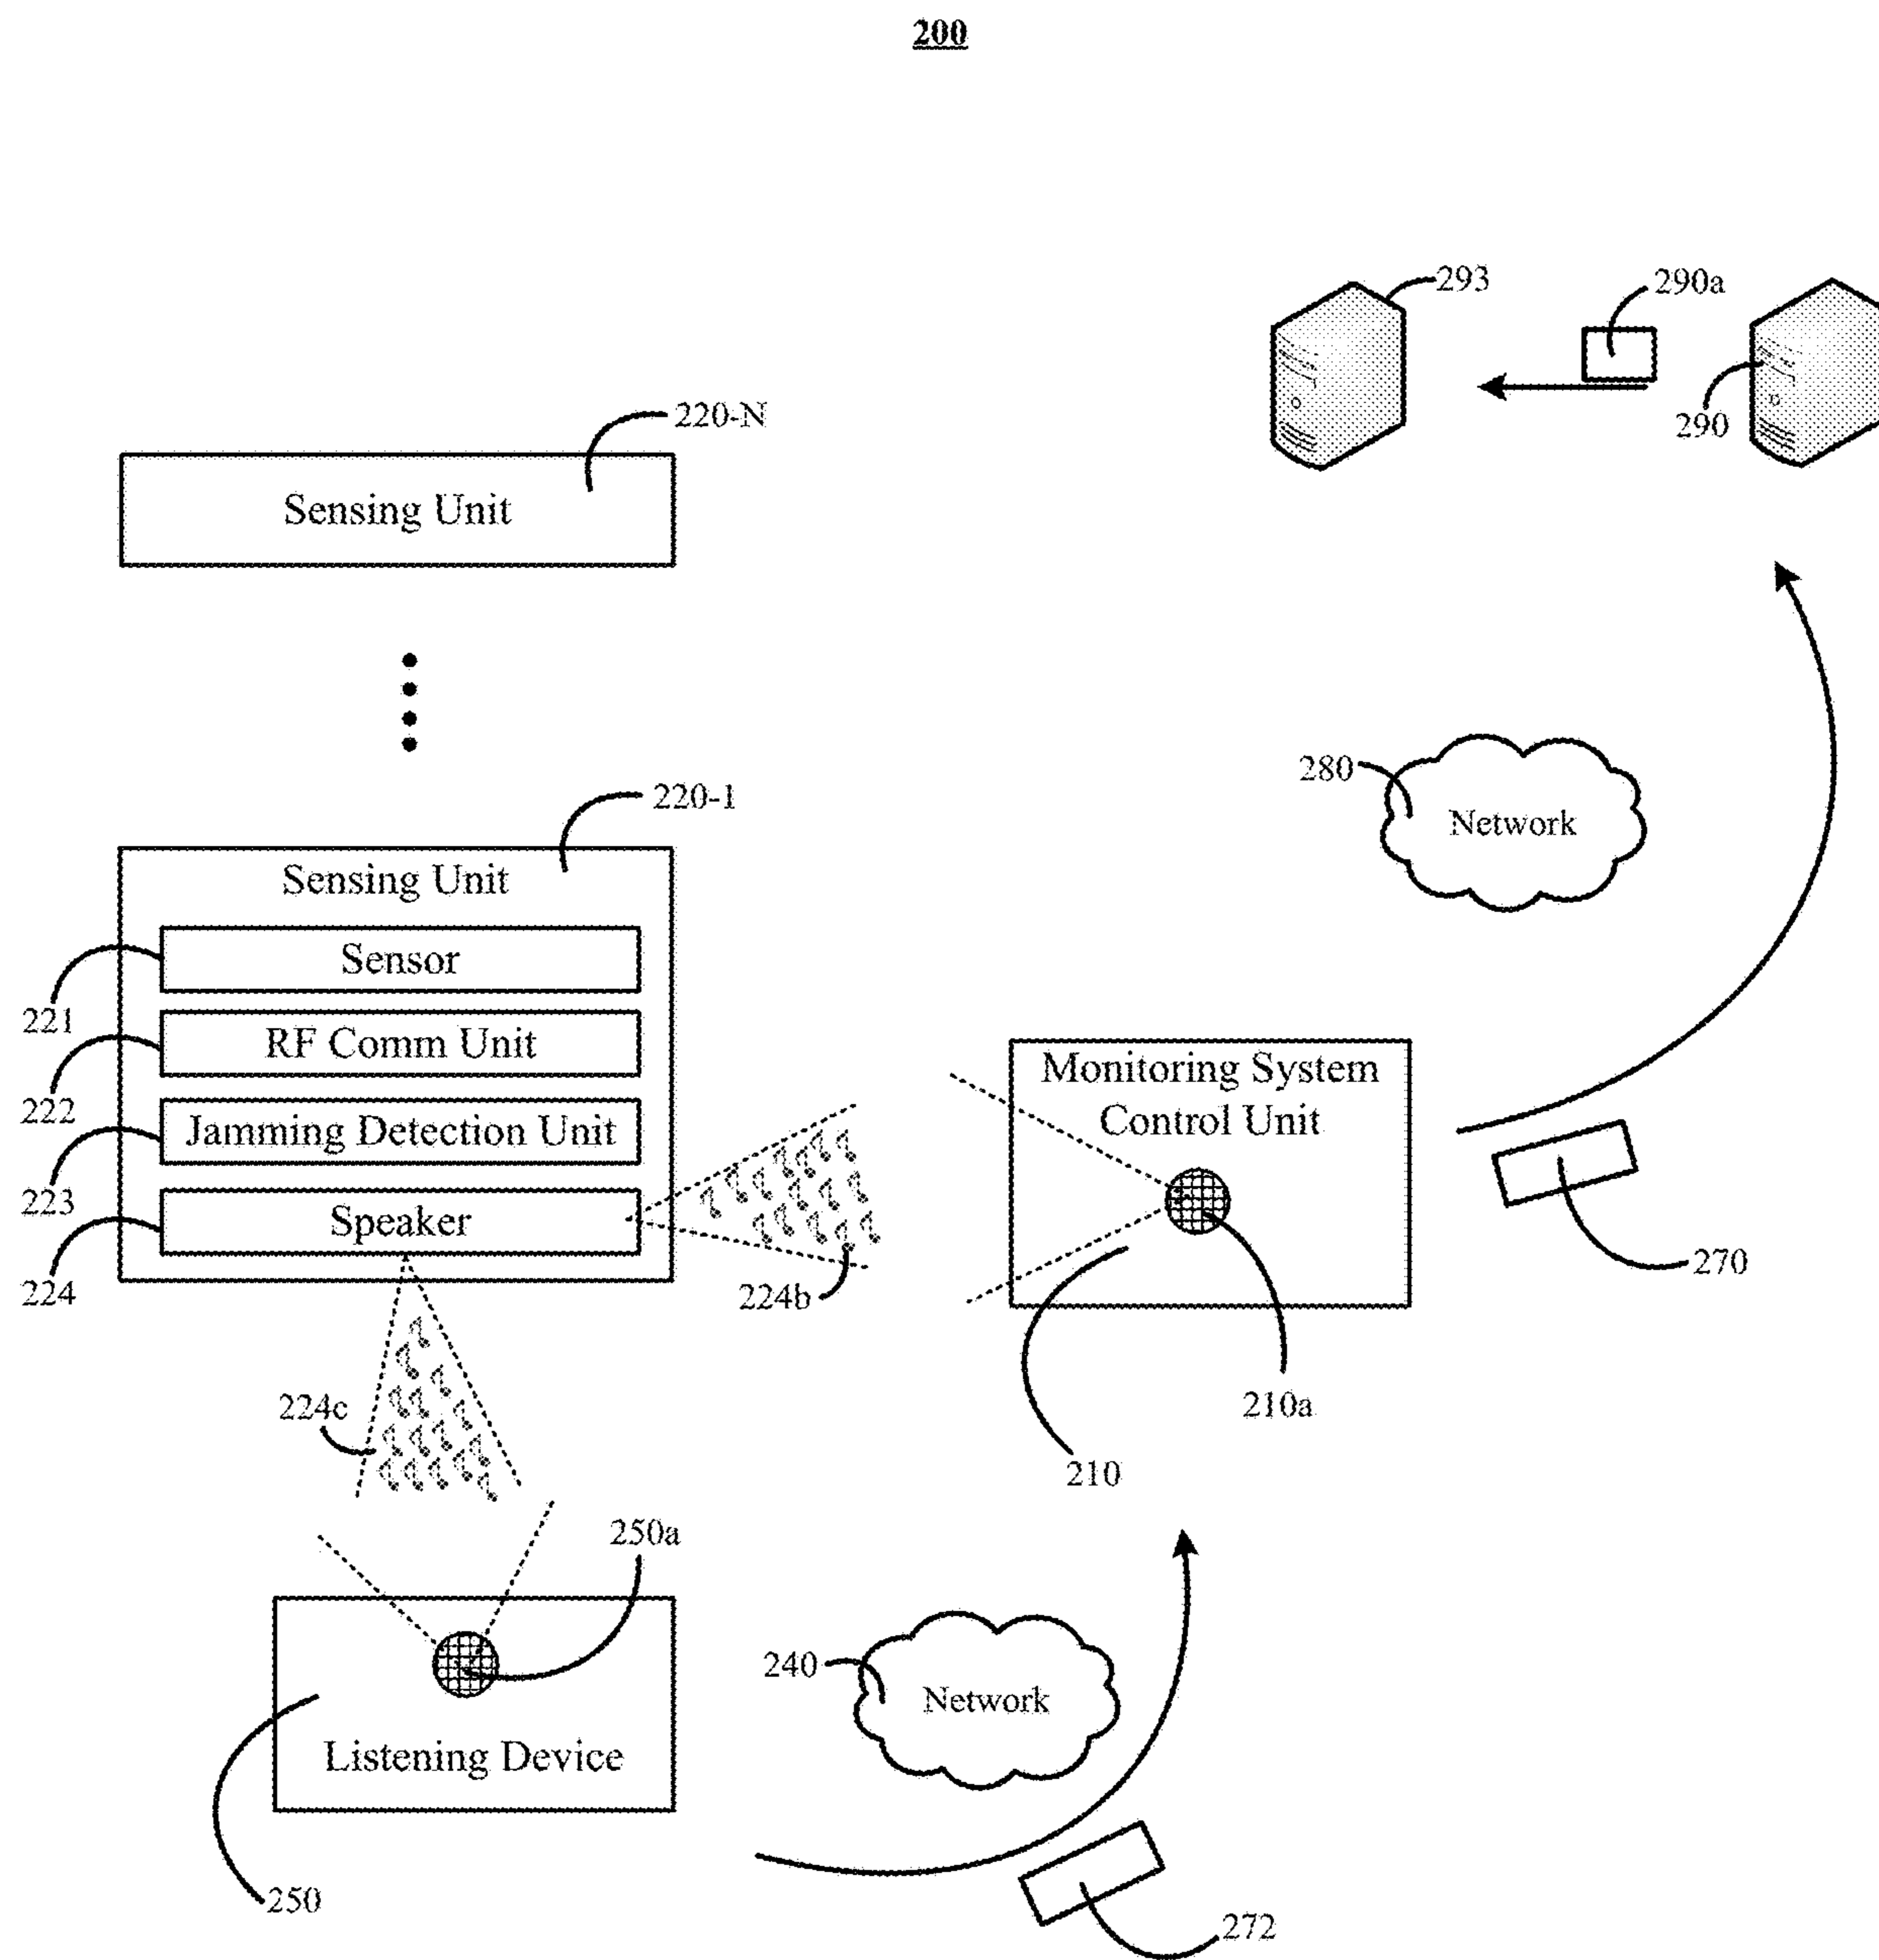 200
293
290a
290
220-N
Sensing Unit
280
Network
220-1
Sensing Unit
Sensor
221
RF Comm Unit
222
Jamming Detection Unit
223
Speaker
224
224b
224c
Monitoring System
Control Unit
270
210a
210
250a
240
Network
Listening Device
250
272